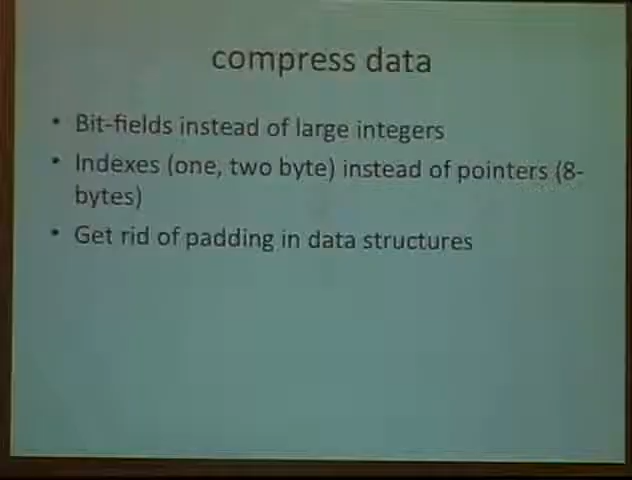 compress data
• Bit-fields instead of large integers
• Indexes (one, two byte) instead of pointers (8-
bytes)
• Get rid of padding in data structures